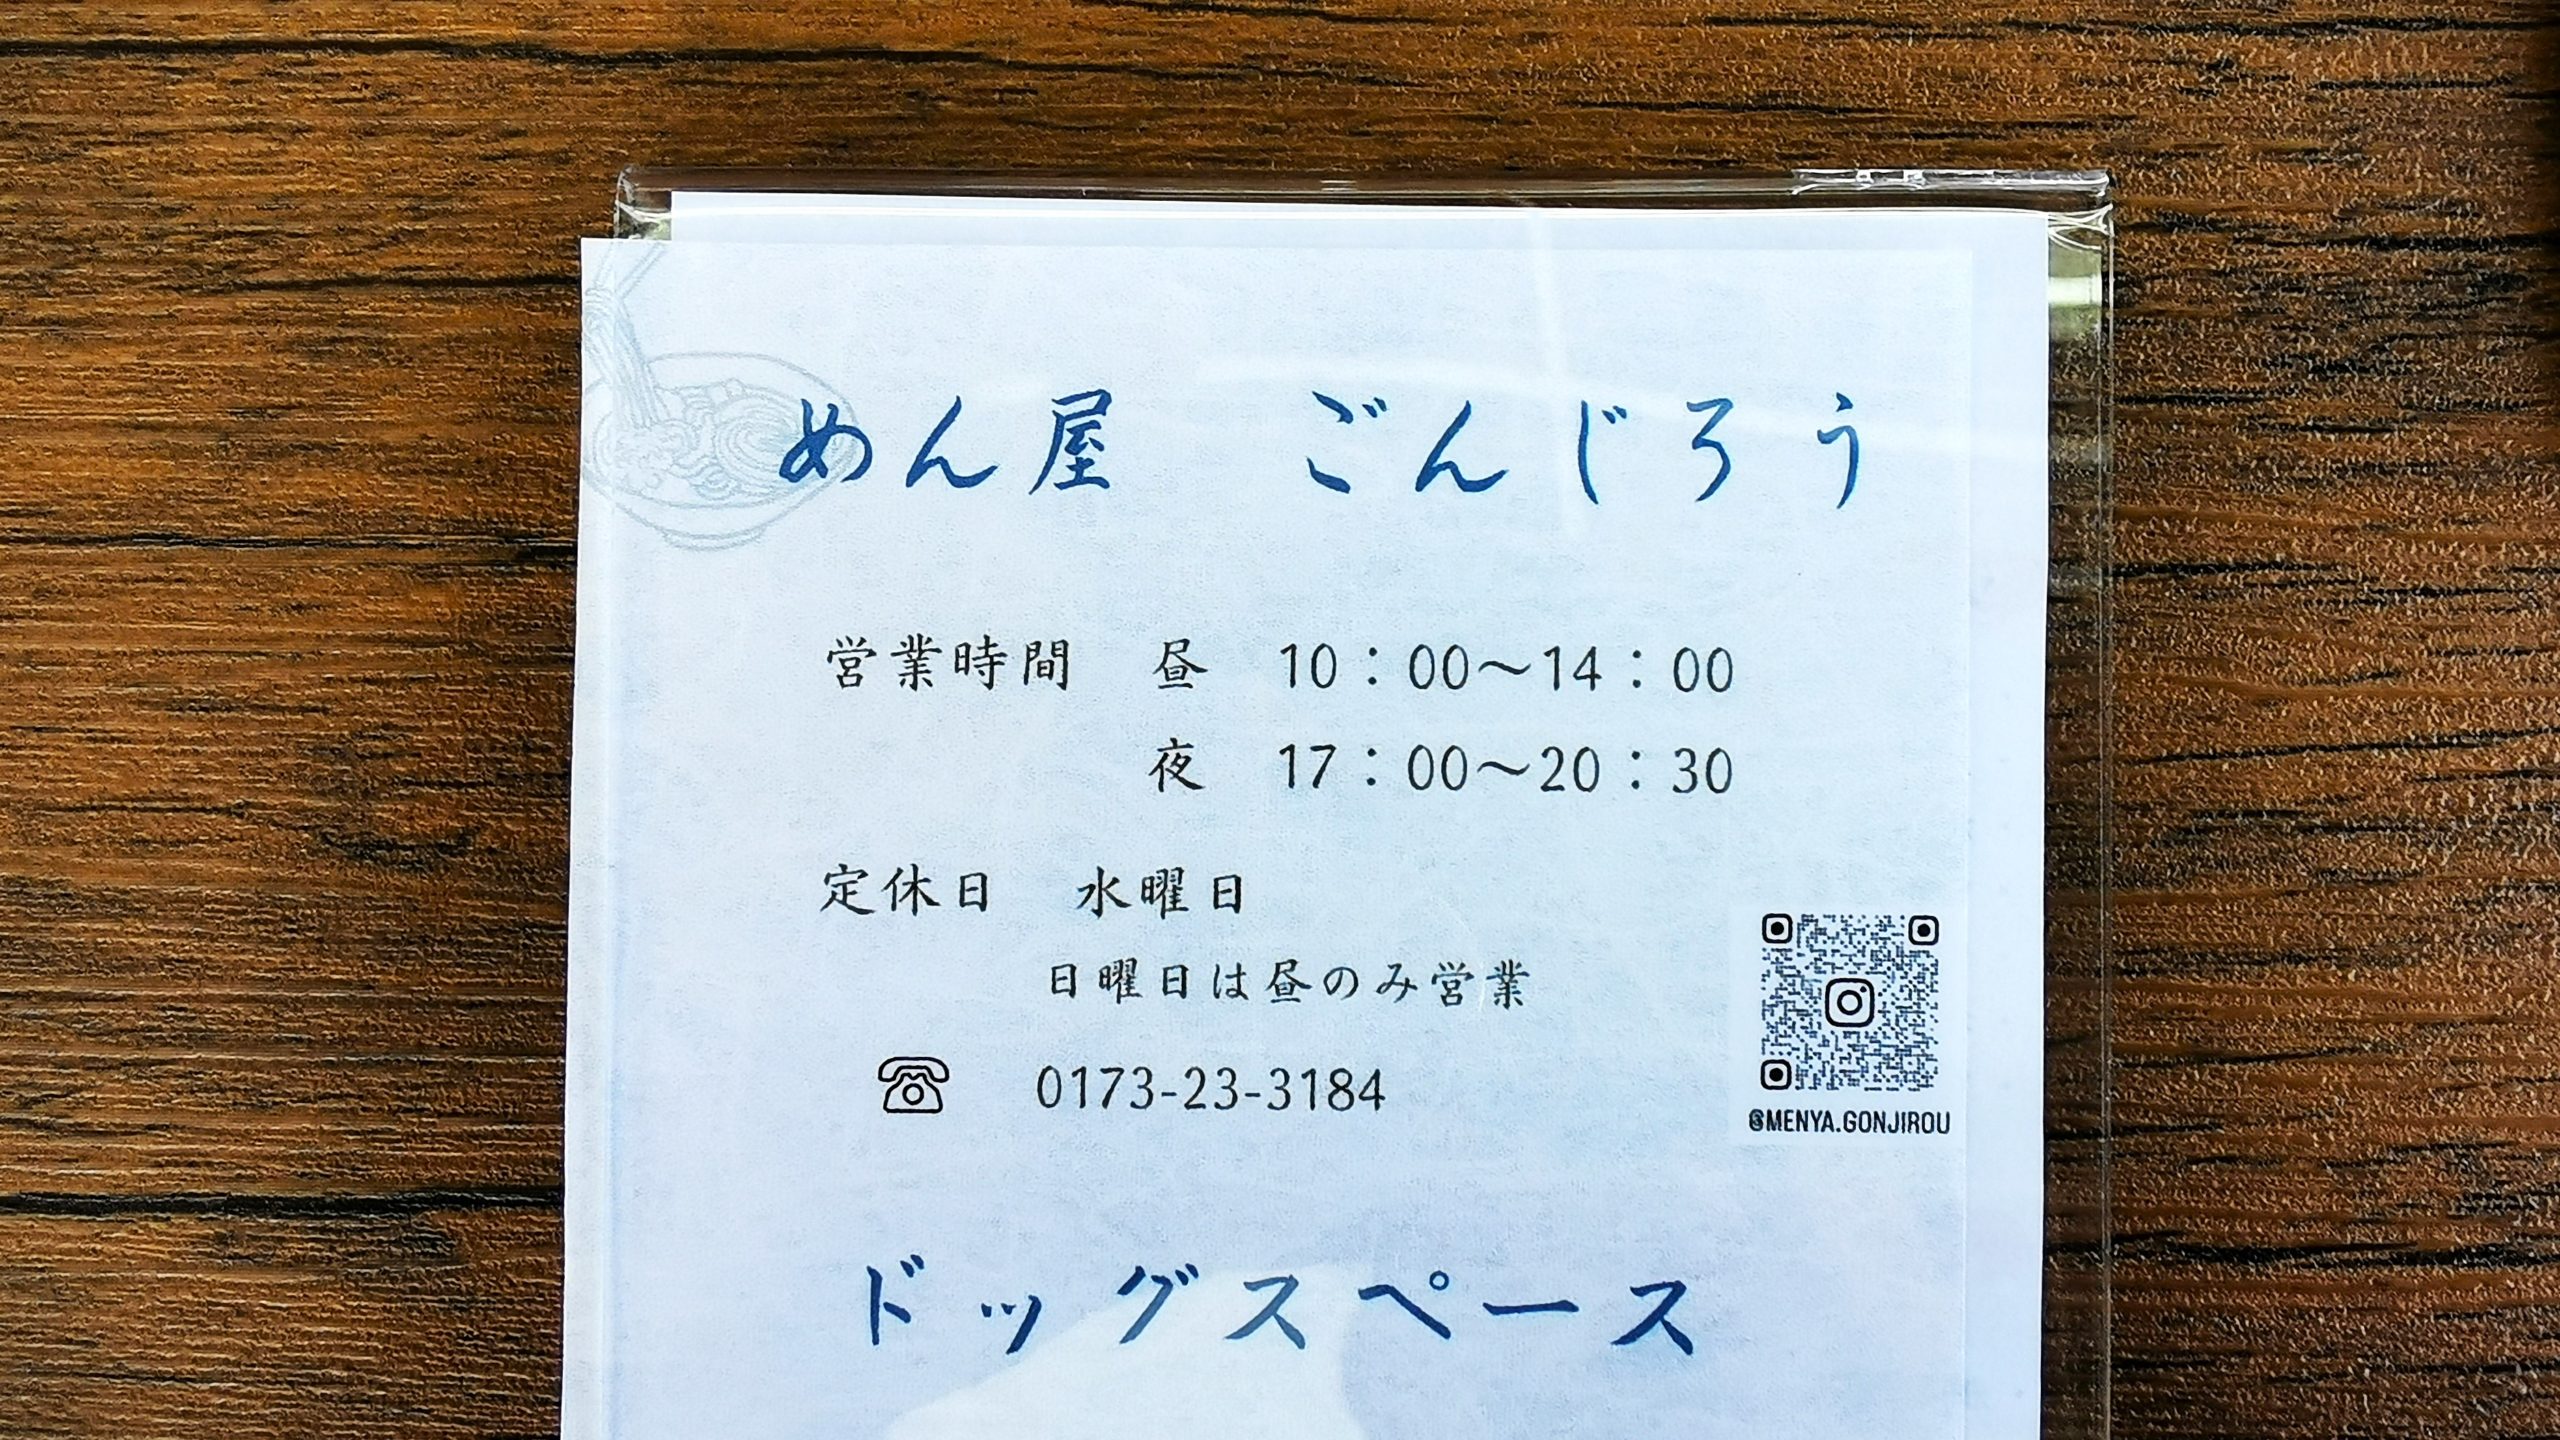 めん屋　ごんじろう
営業時間　昼　10：00～14：00
夜　17：00～20：30
定休日　水曜日
日曜日は昼のみ営業
☎　0173-23-3184
@MENYA.GONJIROU
ドッグスペース